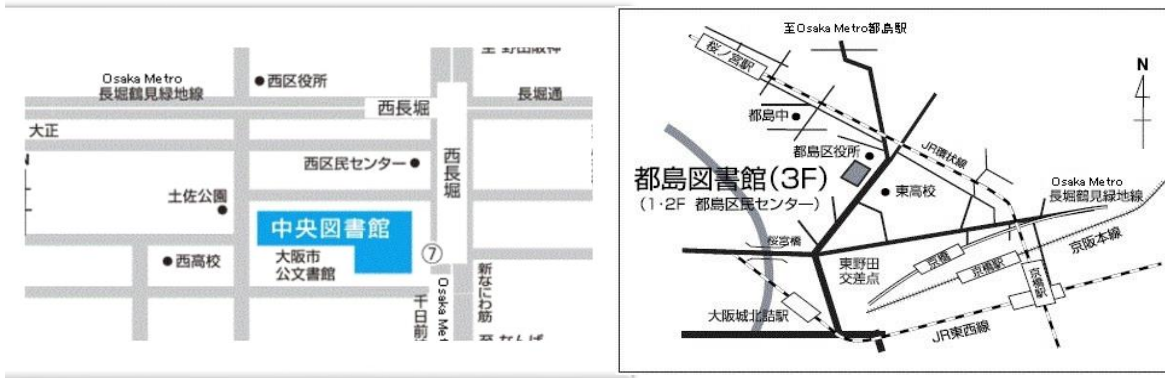 Osaka Metro
長堀鶴見緑地線
西区役所
西長堀
長堀通
大正
西区民センター
西長堀
土佐公園
中央図書館
大阪市
公文書館
西高校
⑦
新なにわ筋
千日前
Osaka Me
至Osaka Metro都島駅
桜ノ宮駅
N
都島中
都島区役所
JR環状線
都島図書館(3F)
(1・2F 都島区民センター)
東高校
Osaka Metro
長堀鶴見緑地線
桜宮橋
京橋
京橋駅
京阪本線
東野田
交差点
京橋駅
大阪城北詰駅
JR東西線